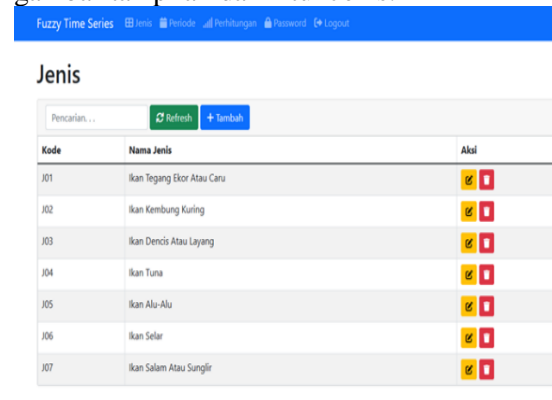 Fuzzy Time Series Jenis Periode Perhitungan Password Logout
Jenis
Pencarian. . . Refresh + Tambah
Kode Nama Jenis Aksi
J01 Ikan Tegang Ekor Atau Caru
J02 Ikan Kembung Kuring
J03 Ikan Dencis Atau Layang
J04 Ikan Tuna
J05 Ikan Alu-Alu
J06 Ikan Selar
J07 Ikan Salam Atau Sunglir